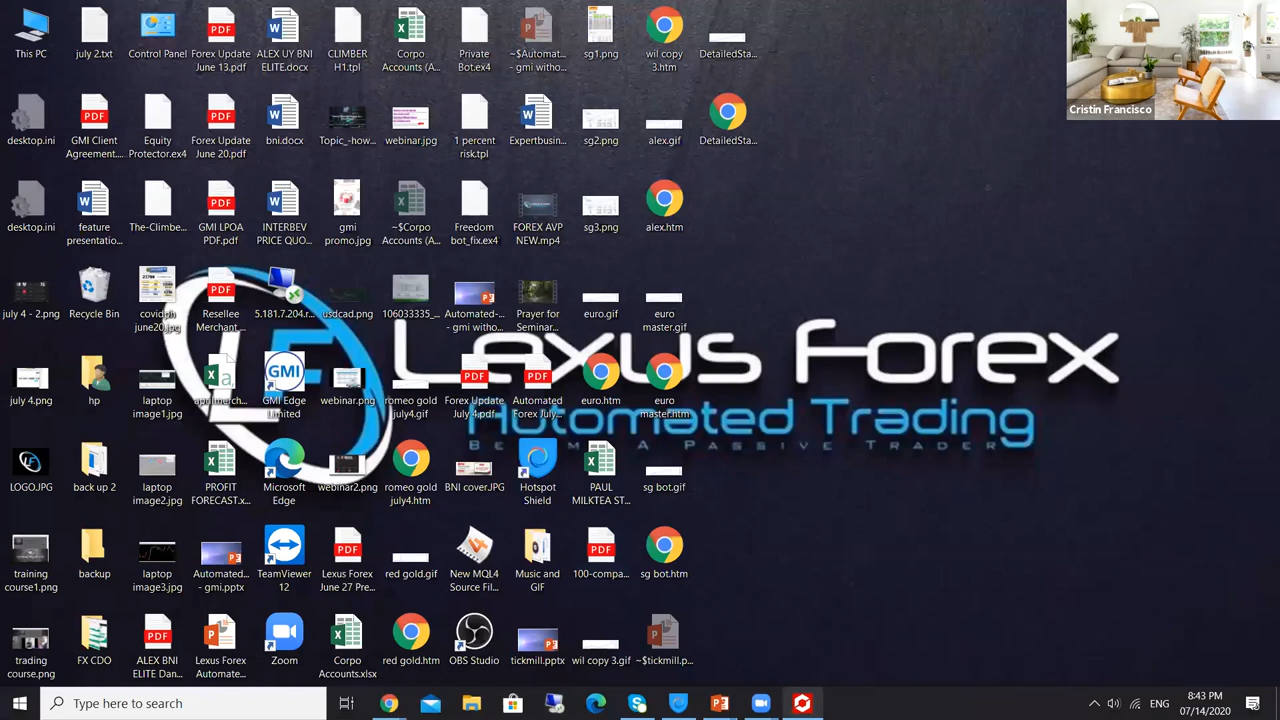 This PC
july 2.txt
Control Panel
Forex Update
June 13.pdf
ALEX UY BNI
ELITE.docx
CLIMBER
H1.tpl
Corpo
Accounts (A...
Private
Bot.ex4
$Automat...
gmi witho...
sg1.png
wil copy
3.htm
DetailedSta...
Cristin Francisco
desktop.ini
GMI Client
Agreement....
Equity
Protector.ex4
Forex Update
June 20.pdf
bni.docx
Topic_-how...
webinar.jpg
1 percent
risk.tpl
Expertbusin...
sg2.png
alex.gif
DetailedSta...
desktop.ini
feature
presentatio...
The-Climbe...
GMI LPOA
PDF.pdf
INTERBEV
PRICE QUO...
gmi
promo.jpg
~$Corpo
Accounts (A...
Freedom
bot_fix.ex4
FOREX AVP
NEW.mp4
sg3.png
alex.htm
july 4 - 2.png
Recycle Bin
covidph
june20.jpg
Resellee
Merchant...
5.181.7.204.r...
usdcad.png
106033335_...
Automated-...
- gmi witho...
Prayer for
Seminar...
euro.gif
euro
master.gif
Lexus Forex
july 4.png
hp
laptop
image1.jpg
GMI Edge
Limited
webinar.png
romeo gold
july4.gif
Forex Update
July 4.pdf
Automated
Forex July...
euro.htm
euro
master.htm
Automated Trading
LOGO.JPG
back up 2
laptop
image2.jpg
PROFIT
FORECAST.x...
Microsoft
Edge
webinar2.png
romeo gold
july4.htm
BNI cover.JPG
Hotspot
Shield
PAUL
MILKTEA ST...
sg bot.gif
training
course1.png
backup
laptop
image3.jpg
Automated...
- gmi.pptx
TeamViewer
12
Lexus Forex
June 27 Pre...
red gold.gif
New MQL4
Source Fil...
Music and
GIF
100-compa...
sg bot.htm
trading
course.png
FX CDO
ALEX BNI
ELITE Dan...
Lexus Forex
Automate...
Zoom
Corpo
Accounts.xlsx
red gold.htm
OBS Studio
tickmill.pptx
wil copy 3.gif
~$tickmill.p...
Type here to search
ENG
8:43 PM
07/14/2020